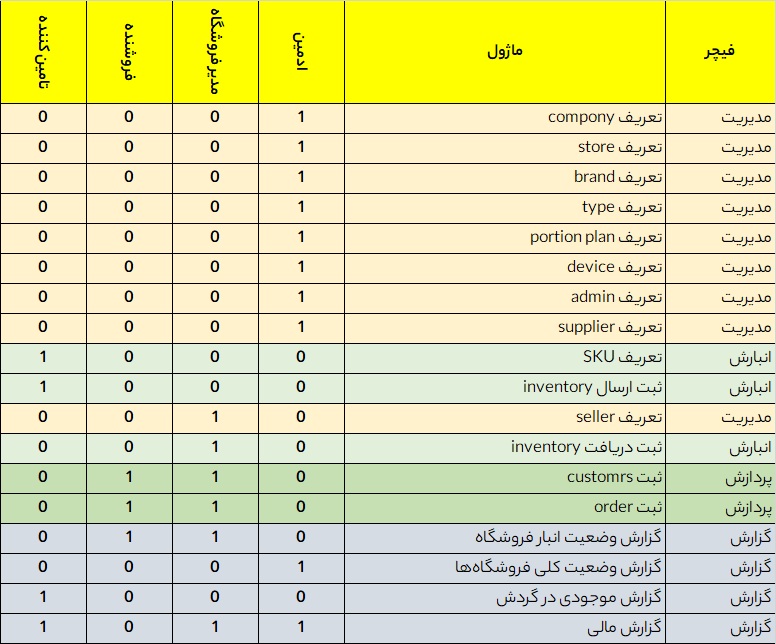 فیچر ماژول ادمین مدیر فروشگاه فروشنده تامین کننده
مدیریت تعریف compony 1 0 0 0
مدیریت تعریف store 1 0 0 0
مدیریت تعریف brand 1 0 0 0
مدیریت تعریف type 1 0 0 0
مدیریت تعریف portion plan 1 0 0 0
مدیریت تعریف device 1 0 0 0
مدیریت تعریف admin 1 0 0 0
مدیریت تعریف supplier 1 0 0 0
انبارش تعریف SKU 0 0 0 1
انبارش ثبت ارسال inventory 0 0 0 1
مدیریت تعریف seller 0 1 0 0
انبارش ثبت دریافت inventory 0 1 0 0
پردازش ثبت customrs 0 1 1 0
پردازش ثبت order 0 1 1 0
گزارش گزارش وضعیت انبار فروشگاه 0 1 1 0
گزارش گزارش وضعیت کلی فروشگاه‌ها 1 0 0 0
گزارش گزارش موجودی در گردش 0 0 0 1
گزارش گزارش مالی 1 1 0 1